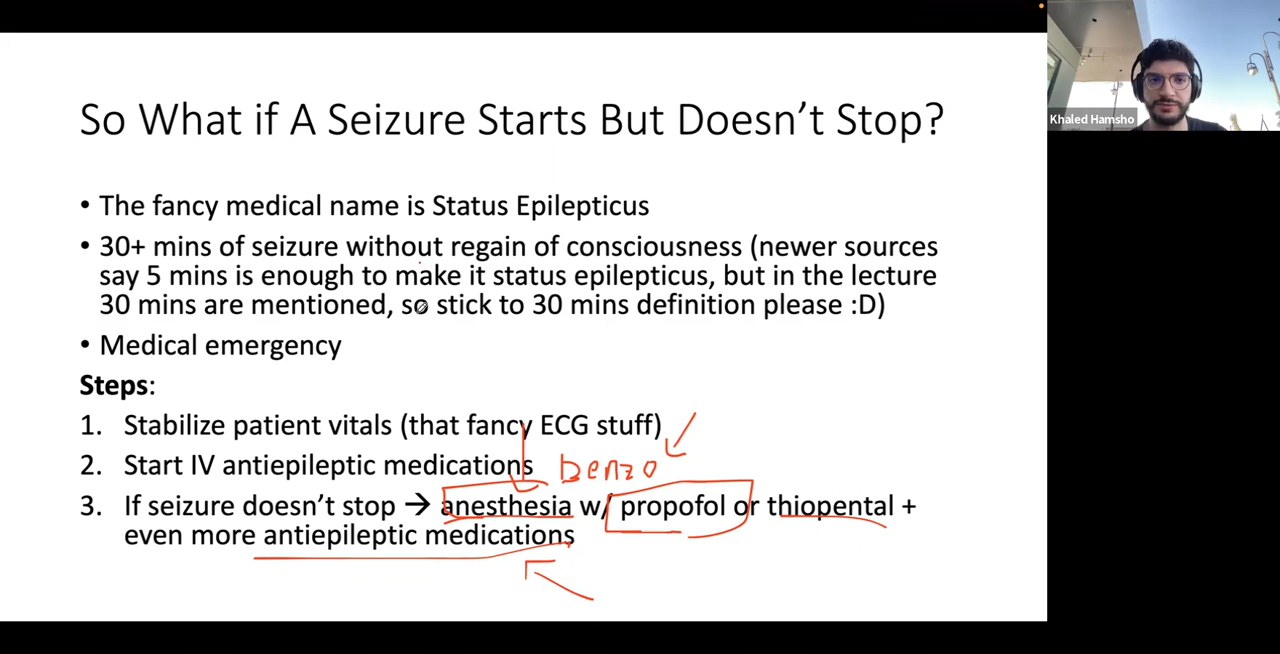 So What if A Seizure Starts But Doesn't Stop?
• The fancy medical name is Status Epilepticus
• 30+ mins of seizure without regain of consciousness (newer sources
say 5 mins is enough to make it status epilepticus, but in the lecture
30 mins are mentioned, so stick to 30 mins definition please :D)
• Medical emergency
Steps:
1. Stabilize patient vitals (that fancy ECG stuff)
2. Start IV antiepileptic medications benzo
3. If seizure doesn't stop → anesthesia w/ propofol or thiopental +
even more antiepileptic medications
Khaled Hamsho